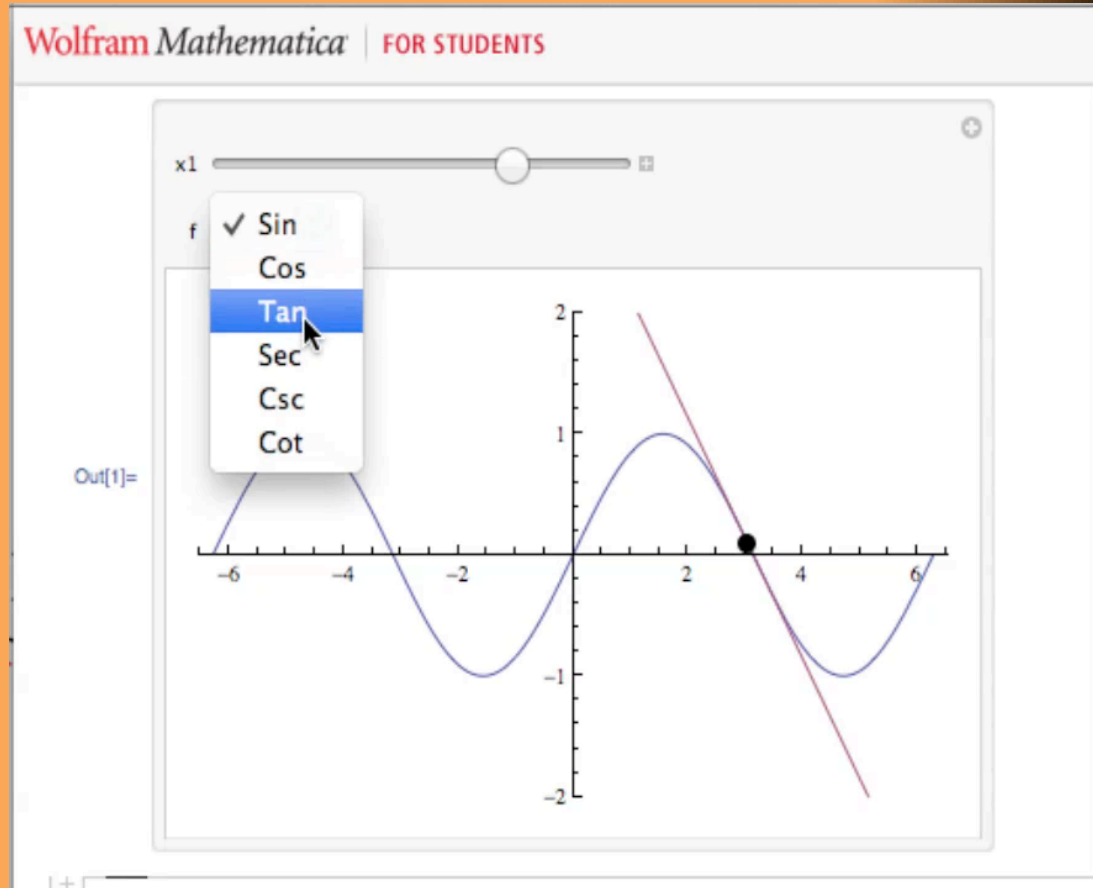 Wolfram Mathematica | FOR STUDENTS
x1
f ✓ Sin
Cos
Tan
Sec
Csc
Cot
Out[1]=
2
1
−6 −4 −2 2 4 6
−1
−2